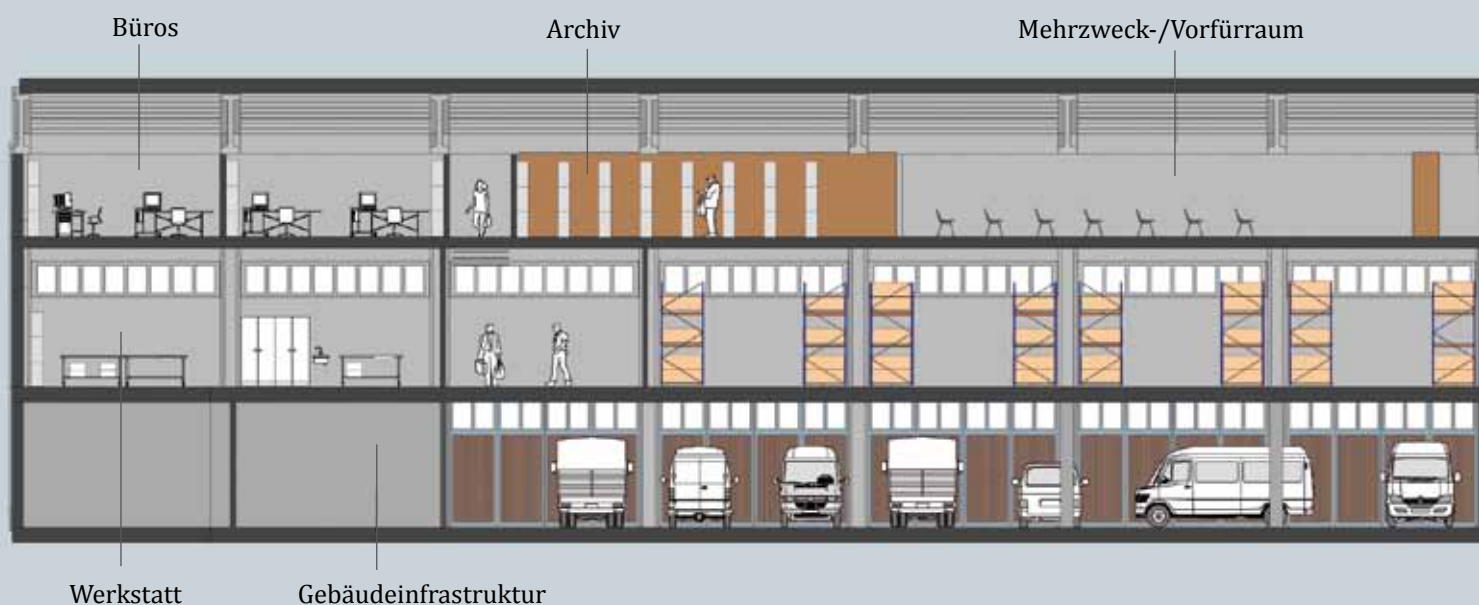 Büros
Archiv
Mehrzweck-/Vorfürraum
Werkstatt
Gebäudeinfrastruktur